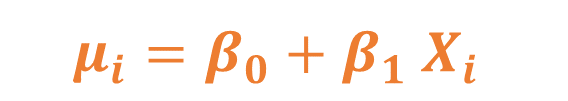 μᵢ = β₀ + β₁ Xᵢ